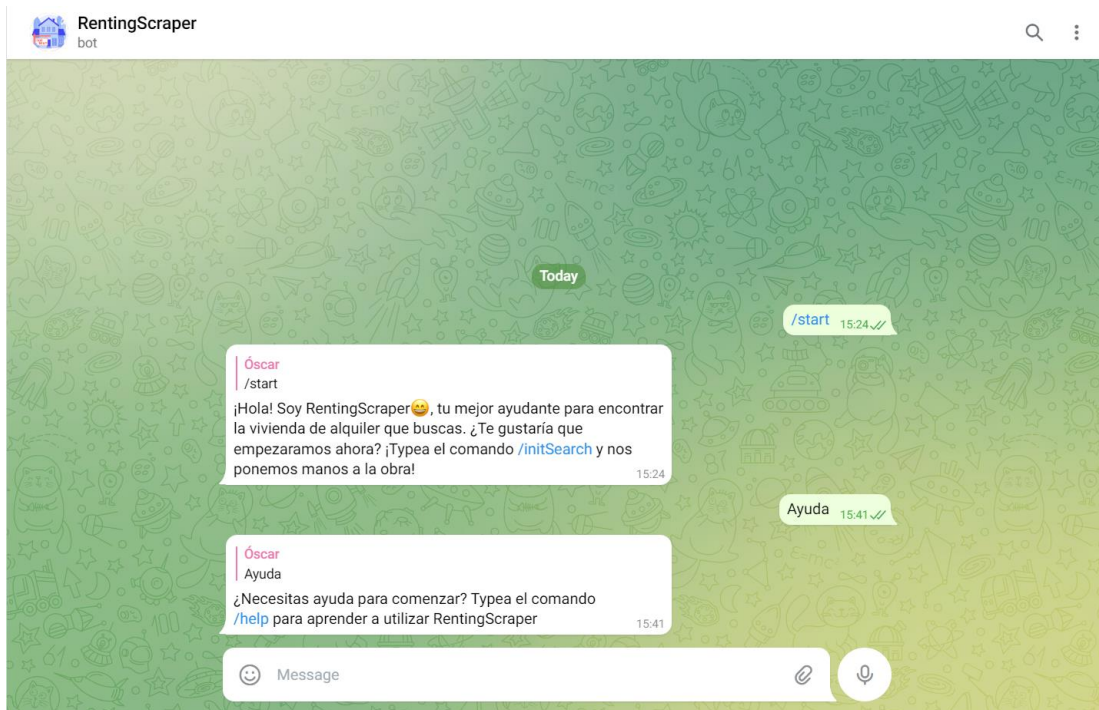 RentingScraper
bot
Today
/start 15:24
Óscar
/start
¡Hola! Soy RentingScraper😄, tu mejor ayudante para encontrar
la vivienda de alquiler que buscas. ¿Te gustaría que
empezaramos ahora? ¡Typea el comando /initSearch y nos
ponemos manos a la obra!
15:24
Ayuda 15:41
Óscar
Ayuda
¿Necesitas ayuda para comenzar? Typea el comando
/help para aprender a utilizar RentingScraper
15:41
Message